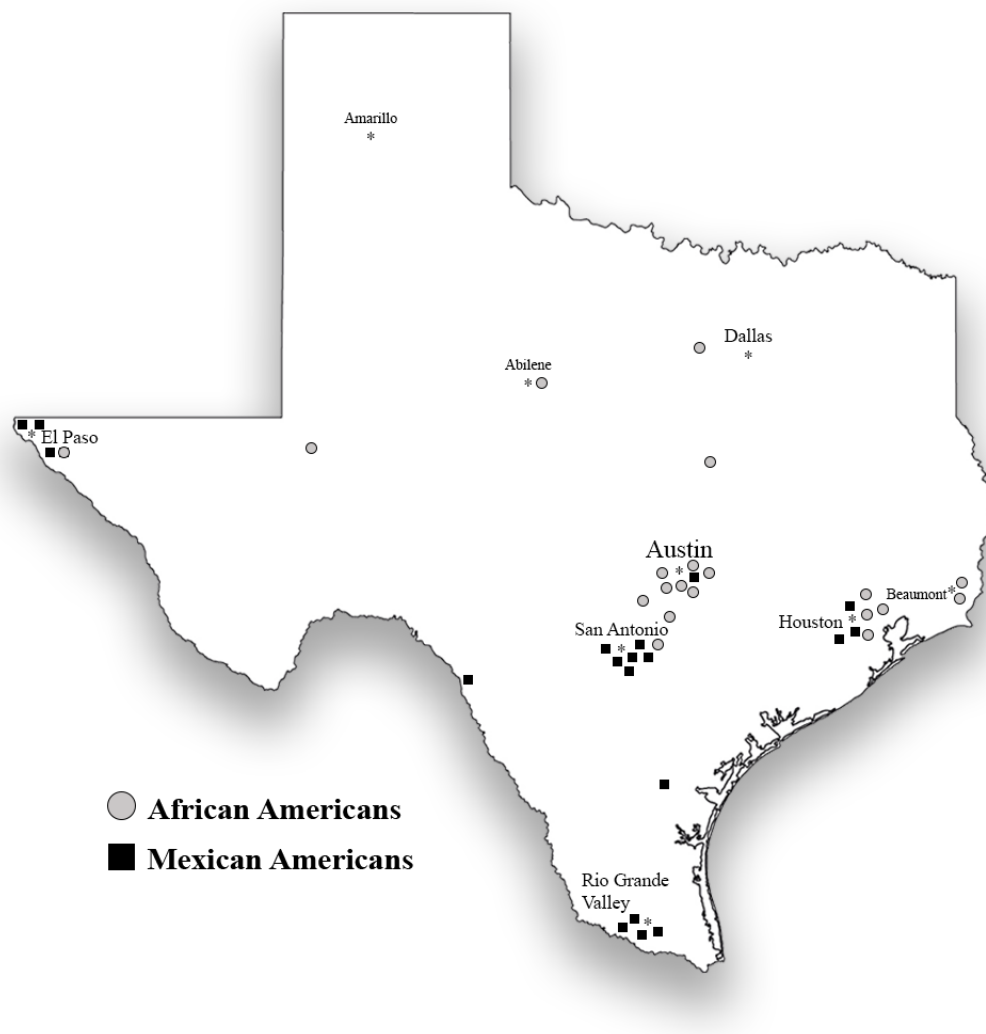 Amarillo
*
Dallas
*
Abilene
*
*
El Paso
Austin
*
Beaumont
*
Houston
*
San Antonio
*
African Americans
Mexican Americans
Rio Grande
Valley
*